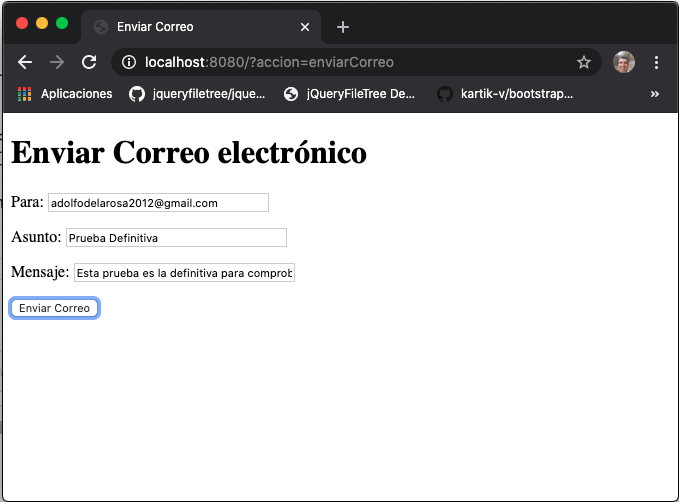 Enviar Correo
localhost:8080/?accion=enviarCorreo
Aplicaciones jqueryfiletree/jque... jQueryFileTree De... kartik-v/bootstrap... »
Enviar Correo electrónico
Para: adolfodelarosa2012@gmail.com
Asunto: Prueba Definitiva
Mensaje: Esta prueba es la definitiva para comprob
Enviar Correo